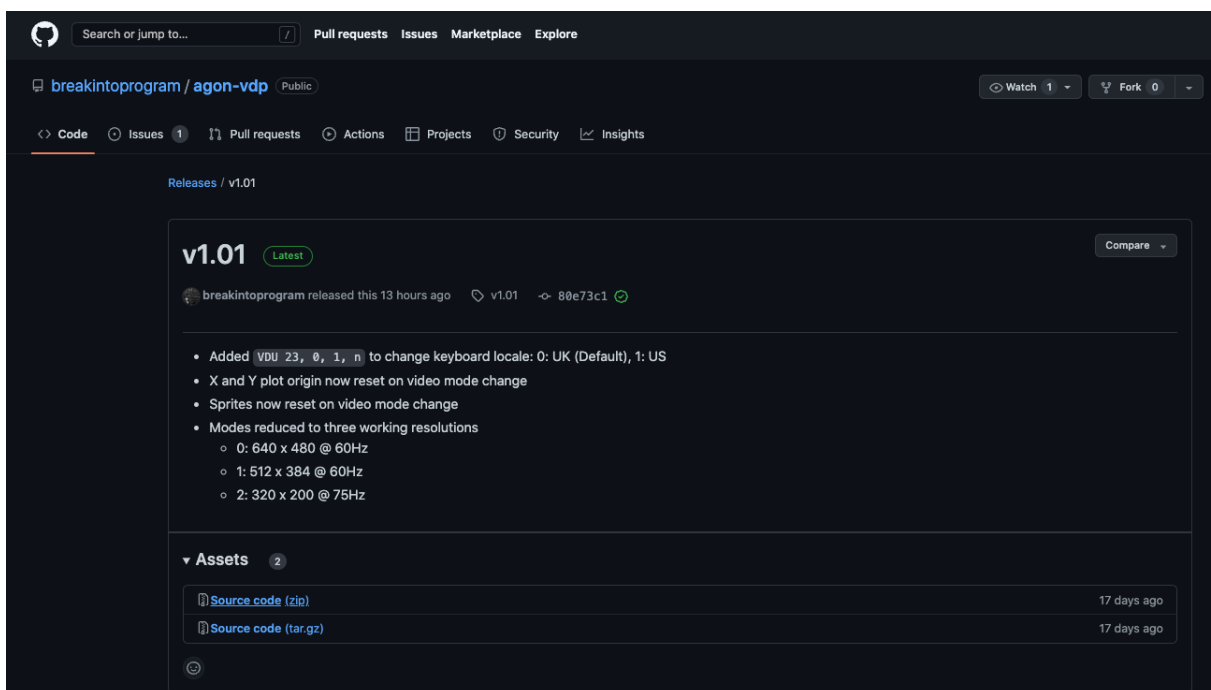 Search or jump to... / Pull requests Issues Marketplace Explore
breakintoprogram / agon-vdp Public Watch 1 Fork 0
<> Code Issues 1 Pull requests Actions Projects Security Insights
Releases / v1.01
v1.01 Latest Compare
breakintoprogram released this 13 hours ago v1.01 80e73c1
• Added VDU 23, 0, 1, n to change keyboard locale: 0: UK (Default), 1: US
• X and Y plot origin now reset on video mode change
• Sprites now reset on video mode change
• Modes reduced to three working resolutions
○ 0: 640 x 480 @ 60Hz
○ 1: 512 x 384 @ 60Hz
○ 2: 320 x 200 @ 75Hz
Assets 2
Source code (zip) 17 days ago
Source code (tar.gz) 17 days ago